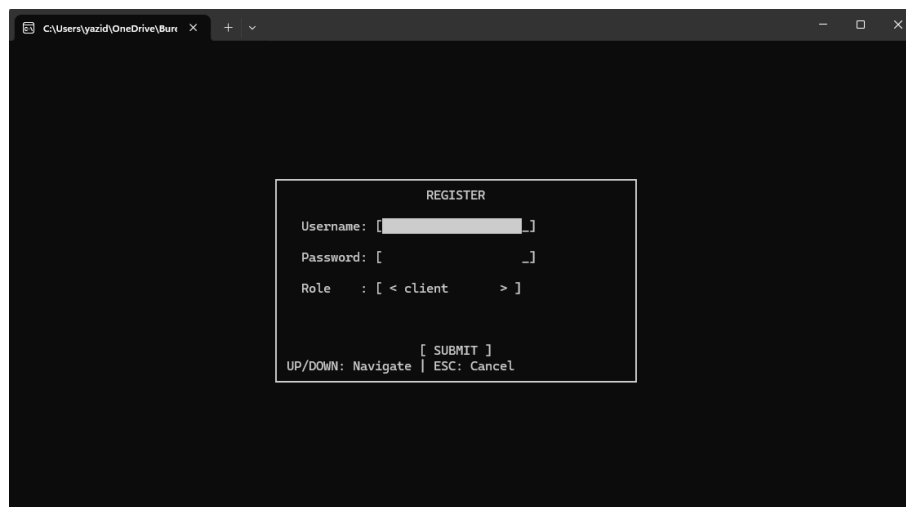 C:\Users\yazid\OneDrive\Bure
REGISTER
Username: [ _]
Password: [ _]
Role : [ < client > ]
[ SUBMIT ]
UP/DOWN: Navigate | ESC: Cancel